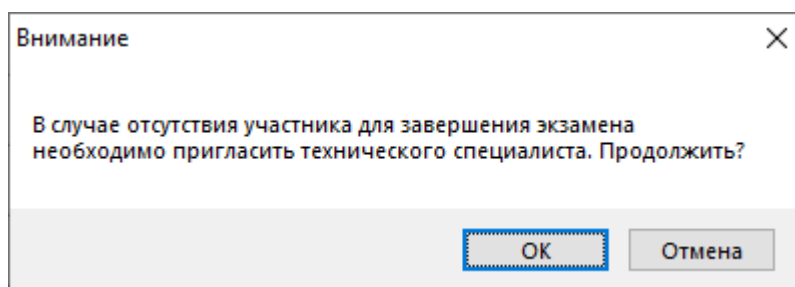 Внимание
В случае отсутствия участника для завершения экзамена
необходимо пригласить технического специалиста. Продолжить?
ОК
Отмена